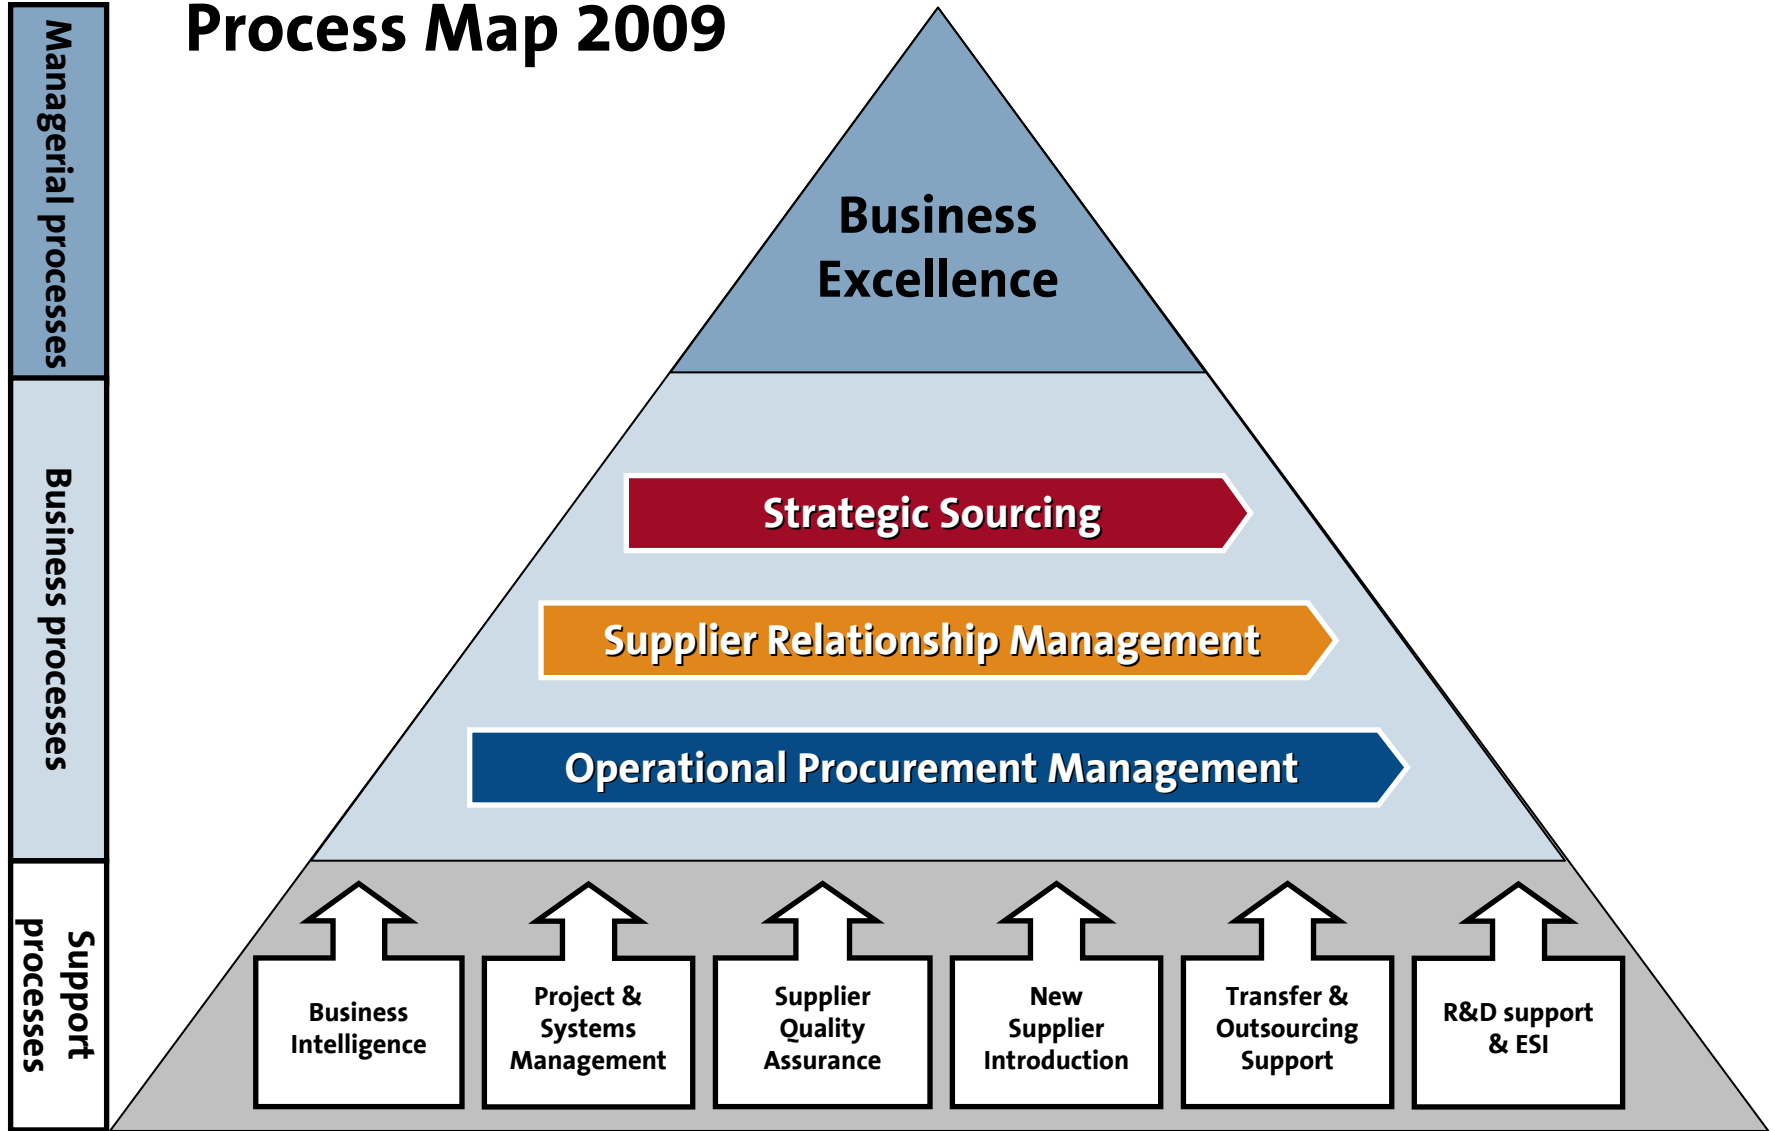 Process Map 2009
Managerial processes
Business
Excellence
Business processes
Strategic Sourcing
Supplier Relationship Management
Operational Procurement Management
Support
processes
Business
Intelligence
Project &
Systems
Management
Supplier
Quality
Assurance
New
Supplier
Introduction
Transfer &
Outsourcing
Support
R&D support
& ESI